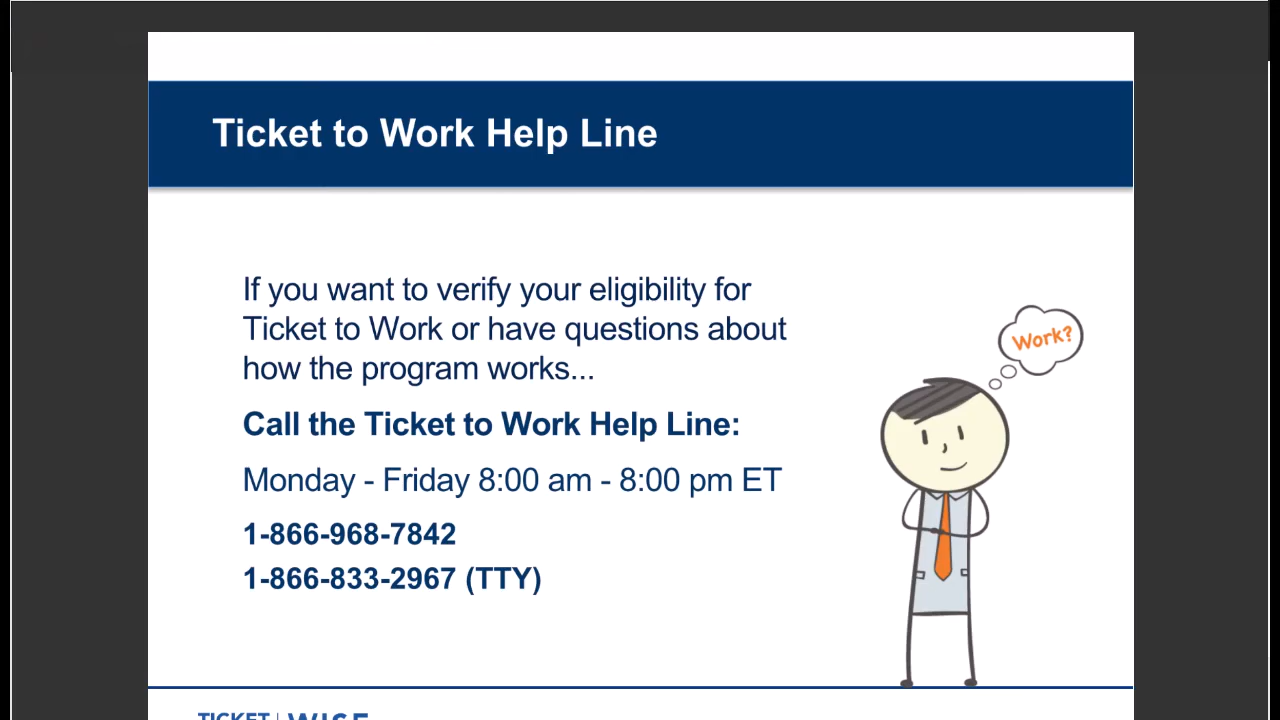 Ticket to Work Help Line
If you want to verify your eligibility for
Ticket to Work or have questions about
how the program works...
Work?
Call the Ticket to Work Help Line:
Monday - Friday 8:00 am - 8:00 pm ET
1-866-968-7842
1-866-833-2967 (TTY)
TICKET | WISE